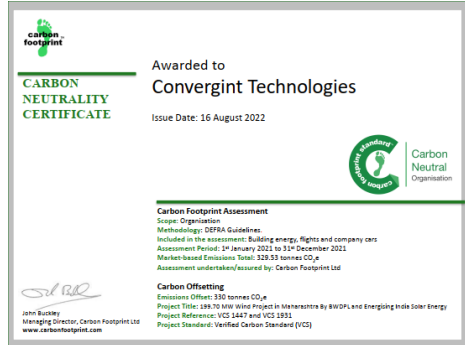 carbon
footprint
CARBON
NEUTRALITY
CERTIFICATE
Awarded to
Convergint Technologies
Issue Date: 16 August 2022
carbon footprint standard
Carbon
Neutral
Organisation
Carbon Footprint Assessment
Scope: Organisation
Methodology: DEFRA Guidelines.
Included in the assessment: Building energy, flights and company cars
Assessment Period: 1st January 2021 to 31st December 2021
Market-based Emissions Total: 329.53 tonnes CO2e
Assessment undertaken/assured by: Carbon Footprint Ltd
Carbon Offsetting
Emissions Offset: 330 tonnes CO2e
Project Title: 199.70 MW Wind Project in Maharashtra By BWDPL and Energising India Solar Energy
Project Reference: VCS 1447 and VCS 1931
Project Standard: Verified Carbon Standard (VCS)
John Buckley
Managing Director, Carbon Footprint Ltd
www.carbonfootprint.com